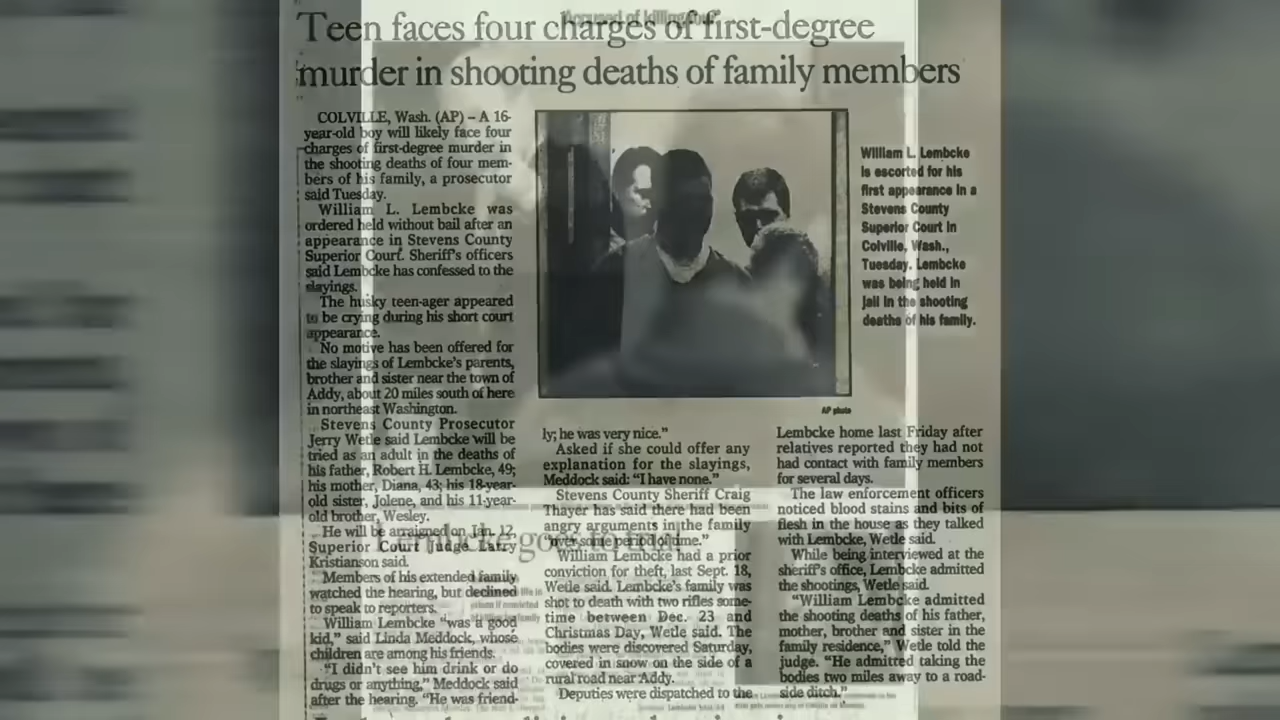 Teen faces four charges of first-degree
murder in shooting deaths of family members
COLVILLE, Wash. (AP) – A 16-
year-old boy will likely face four
charges of first-degree murder in
the shooting deaths of four mem-
bers of his family, a prosecutor
said Tuesday.
William L. Lembcke was
ordered held without bail after an
appearance in Stevens County
Superior Court. Sheriff's officers
said Lembcke has confessed to the
slayings.
The husky teen-ager appeared
to be crying during his short court
appearance.
No motive has been offered for
the slayings of Lembcke's parents,
brother and sister near the town of
Addy, about 20 miles south of here
in northeast Washington.
Stevens County Prosecutor
Jerry Wetle said Lembcke will be
tried as an adult in the deaths of
his father, Robert H. Lembcke, 49;
his mother, Diana, 43; his 18-year-
old sister, Jolene, and his 11-year-
old brother, Wesley.
He will be arraigned on Jan. 12,
Superior Court Judge Larry
Kristianson said.
Members of his extended family
watched the hearing, but declined
to speak to reporters.
William Lembcke "was a good
kid," said Linda Meddock, whose
children are among his friends.
"I didn't see him drink or do
drugs or anything," Meddock said
after the hearing. "He was friend-
William L. Lembcke
is escorted for his
first appearance in a
Stevens County
Superior Court in
Colville, Wash.,
Tuesday. Lembcke
was being held in
jail in the shooting
deaths of his family.
AP photo
ly; he was very nice."
Asked if she could offer any
explanation for the slayings,
Meddock said: "I have none."
Stevens County Sheriff Craig
Thayer has said there had been
angry arguments in the family
"over some period of time."
William Lembcke had a prior
conviction for theft, last Sept. 18,
Wetle said. Lembcke's family was
shot to death with two rifles some-
time between Dec. 23 and
Christmas Day, Wetle said. The
bodies were discovered Saturday,
covered in snow on the side of a
rural road near Addy.
Deputies were dispatched to the
Lembcke home last Friday after
relatives reported they had not
had contact with family members
for several days.
The law enforcement officers
noticed blood stains and bits of
flesh in the house as they talked
with Lembcke, Wetle said.
While being interviewed at the
sheriff's office, Lembcke admitted
the shootings, Wetle said.
"William Lembcke admitted
the shooting deaths of his father,
mother, brother and sister in the
family residence," Wetle told the
judge. "He admitted taking the
bodies two miles away to a road-
side ditch."